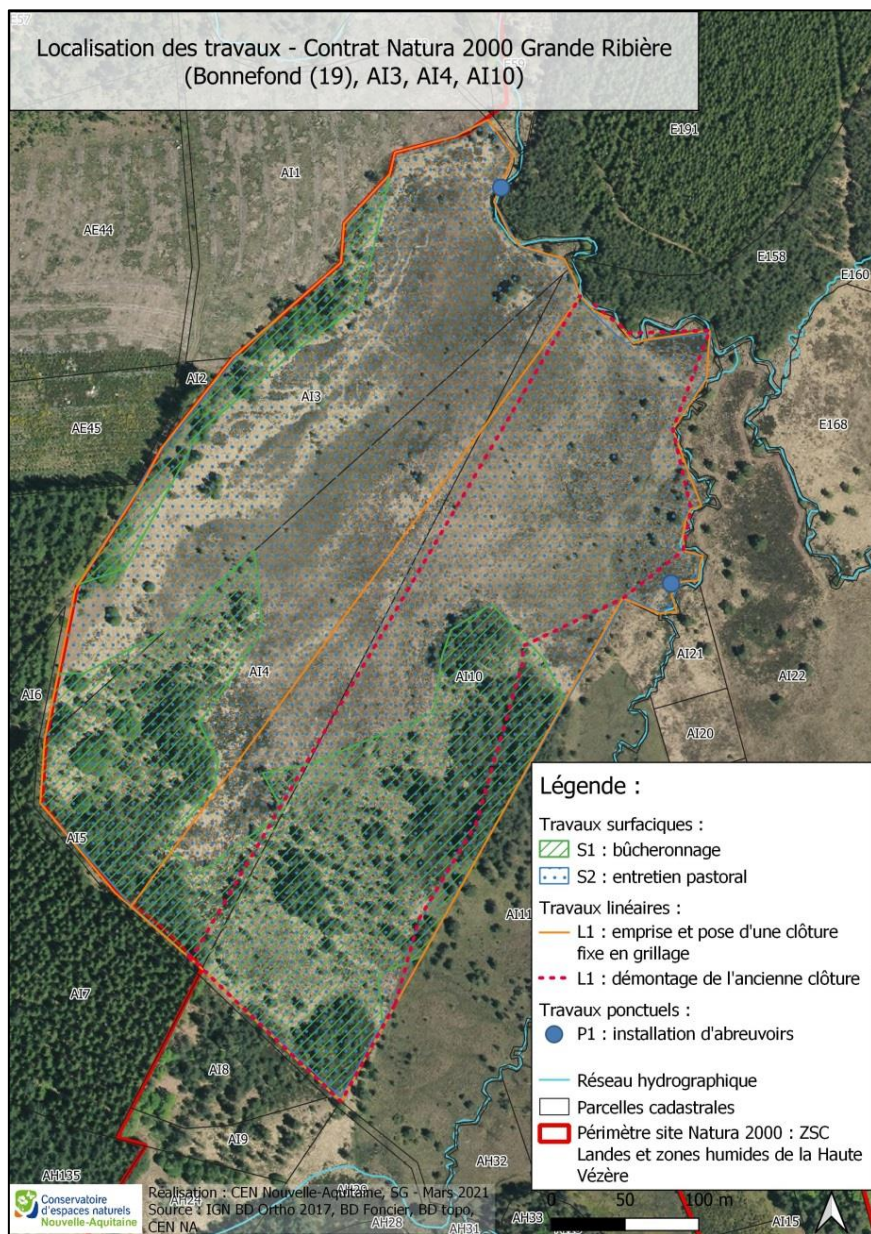 Localisation des travaux - Contrat Natura 2000 Grande Ribière
(Bonnefond (19), AI3, AI4, AI10)
E57
E59
E191
AI1
AE44
E158
E160
AI2
AI3
AE45
E168
AI4
AI10
AI6
AI21
AI22
AI20
AI5
AI11
AI7
AI8
AI9
AH135
AH24
AH32
AH28
AH31
AH33
AI15
Légende :
Travaux surfaciques :
S1 : bûcheronnage
S2 : entretien pastoral
Travaux linéaires :
L1 : emprise et pose d'une clôture
fixe en grillage
L1 : démontage de l'ancienne clôture
Travaux ponctuels :
P1 : installation d'abreuvoirs
Réseau hydrographique
Parcelles cadastrales
Périmètre site Natura 2000 : ZSC
Landes et zones humides de la Haute
Vézère
0 50 100 m
Conservatoire
d'espaces naturels
Nouvelle-Aquitaine
Réalisation : CEN Nouvelle-Aquitaine, SG - Mars 2021
Source : IGN BD Ortho 2017, BD Foncier, BD topo,
CEN NA